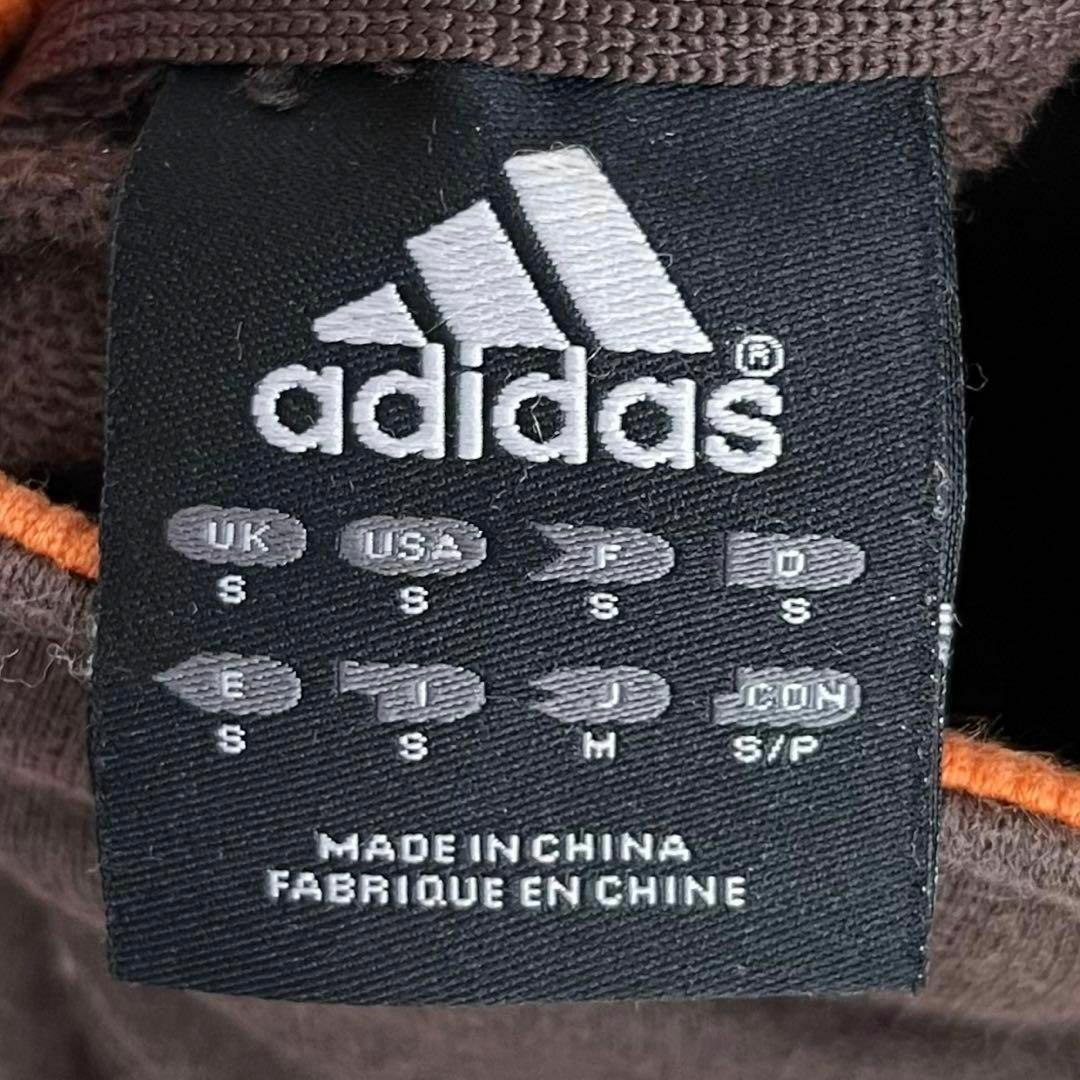 adidas®
UK USA F D
S S S S
E I J CDN
S S M S/P
MADE IN CHINA
FABRIQUE EN CHINE